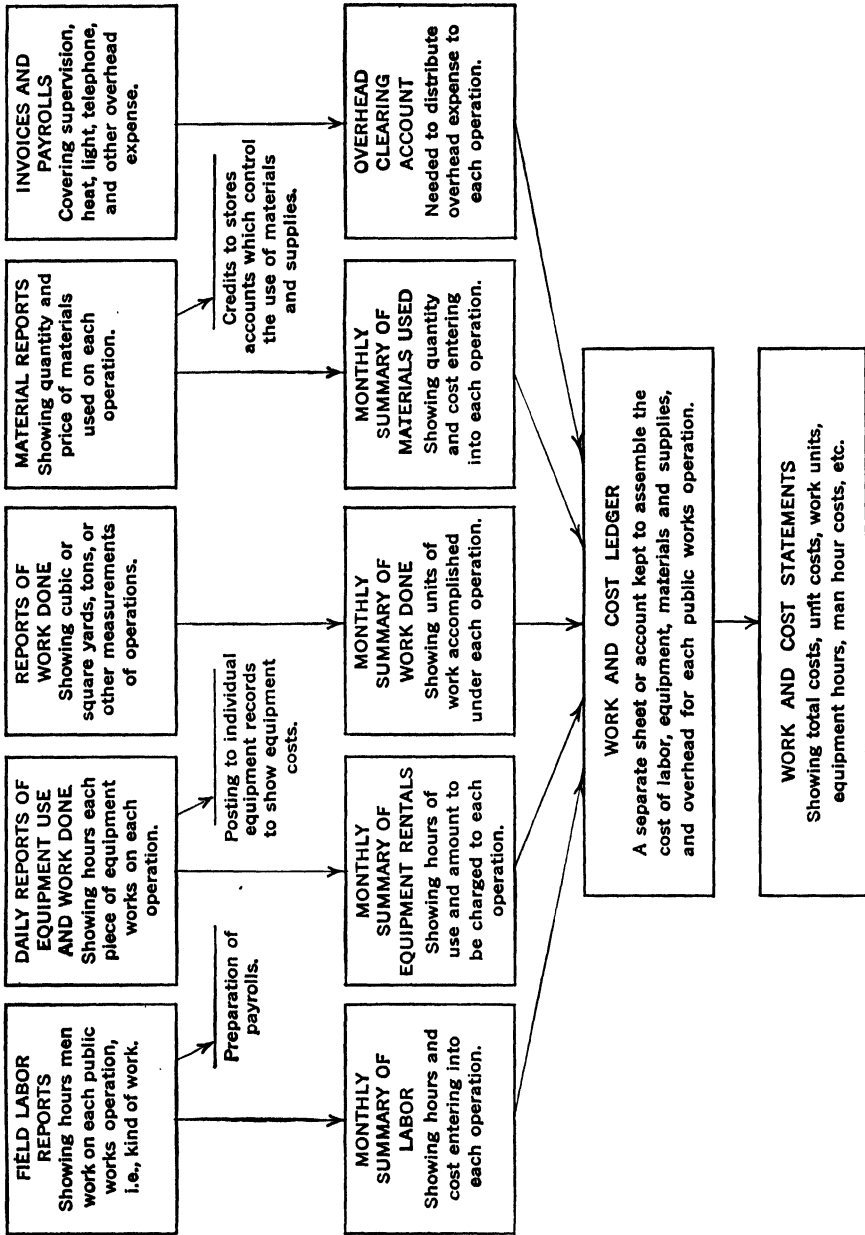 FIELD LABOR
REPORTS
Showing hours men
work on each public
works operation,
i.e., kind of work.
DAILY REPORTS OF
EQUIPMENT USE
AND WORK DONE
Showing hours each
piece of equipment
works on each
operation.
REPORTS OF
WORK DONE
Showing cubic or
square yards, tons, or
other measurements
of operations.
MATERIAL REPORTS
Showing quantity and
price of materials
used on each
operation.
INVOICES AND
PAYROLLS
Covering supervision,
heat, light, telephone,
and other overhead
expense.
Preparation of
payrolls.
Posting to individual
equipment records
to show equipment
costs.
Credits to stores
accounts which control
the use of materials
and supplies.
MONTHLY
SUMMARY OF
LABOR
Showing hours and
cost entering into
each operation.
MONTHLY
SUMMARY OF
EQUIPMENT RENTALS
Showing hours of
use and amount to
be charged to each
operation.
MONTHLY
SUMMARY OF
WORK DONE
Showing units of
work accomplished
under each operation.
MONTHLY
SUMMARY OF
MATERIALS USED
Showing quantity
and cost entering
into each operation.
OVERHEAD
CLEARING
ACCOUNT
Needed to distribute
overhead expense to
each operation.
WORK AND COST LEDGER
A separate sheet or account kept to assemble the
cost of labor, equipment, materials and supplies,
and overhead for each public works operation.
WORK AND COST STATEMENTS
Showing total costs, unit costs, work units,
equipment hours, man hour costs, etc.